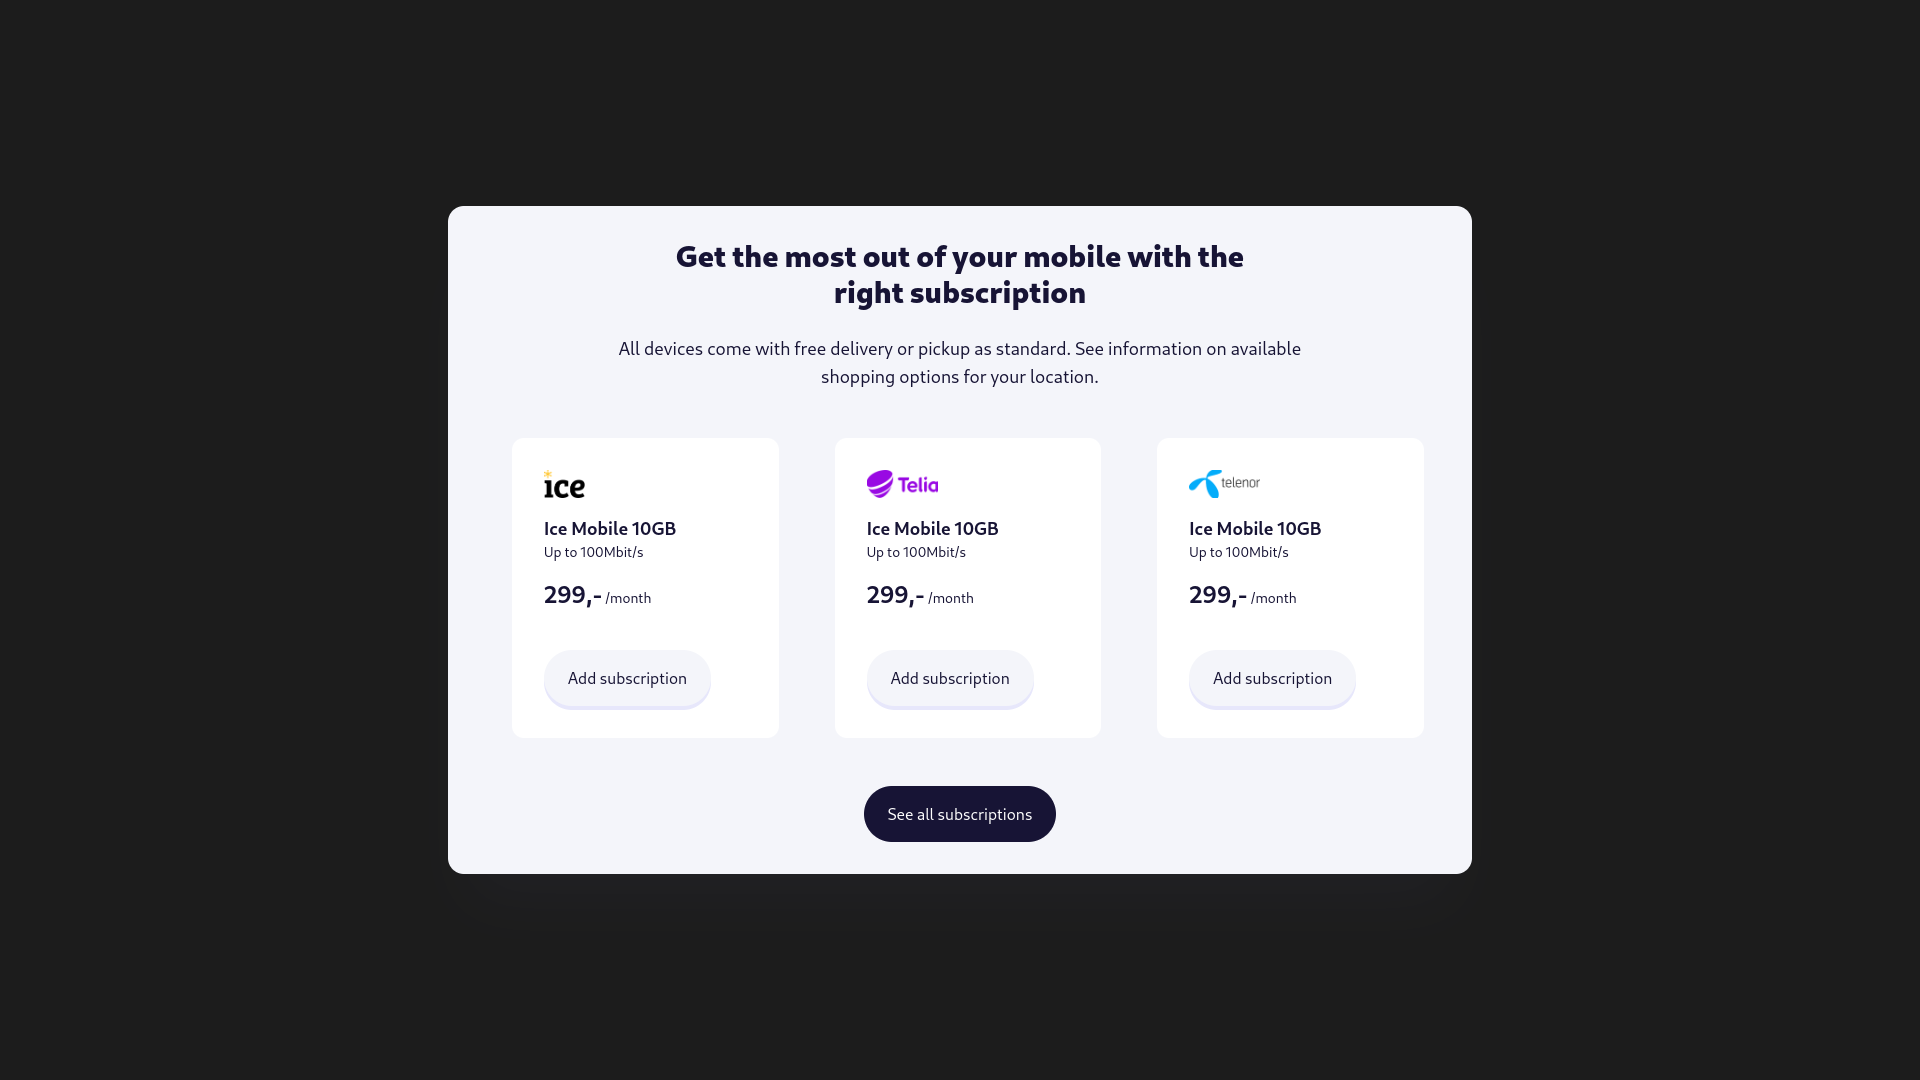 Get the most out of your mobile with the
right subscription
All devices come with free delivery or pickup as standard. See information on available
shopping options for your location.
ice
Ice Mobile 10GB
Up to 100Mbit/s
299,- /month
Add subscription
Telia
Ice Mobile 10GB
Up to 100Mbit/s
299,- /month
Add subscription
telenor
Ice Mobile 10GB
Up to 100Mbit/s
299,- /month
Add subscription
See all subscriptions